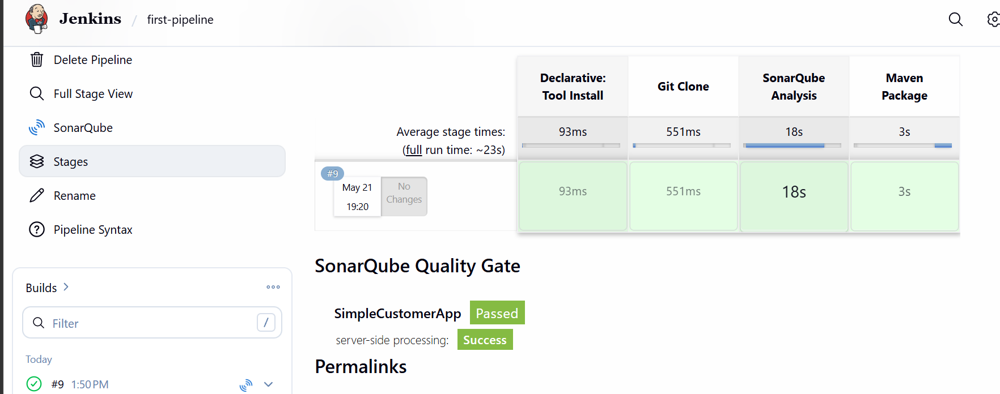 Jenkins / first-pipeline
Delete Pipeline
Full Stage View
SonarQube
Stages
Rename
Pipeline Syntax
Builds
Filter
/
Today
#9 1:50 PM
Declarative:
Tool Install
Git Clone
SonarQube
Analysis
Maven
Package
Average stage times:
(full run time: ~23s)
93ms
551ms
18s
3s
#9
May 21
19:20
No
Changes
93ms
551ms
18s
3s
SonarQube Quality Gate
SimpleCustomerApp Passed
server-side processing: Success
Permalinks